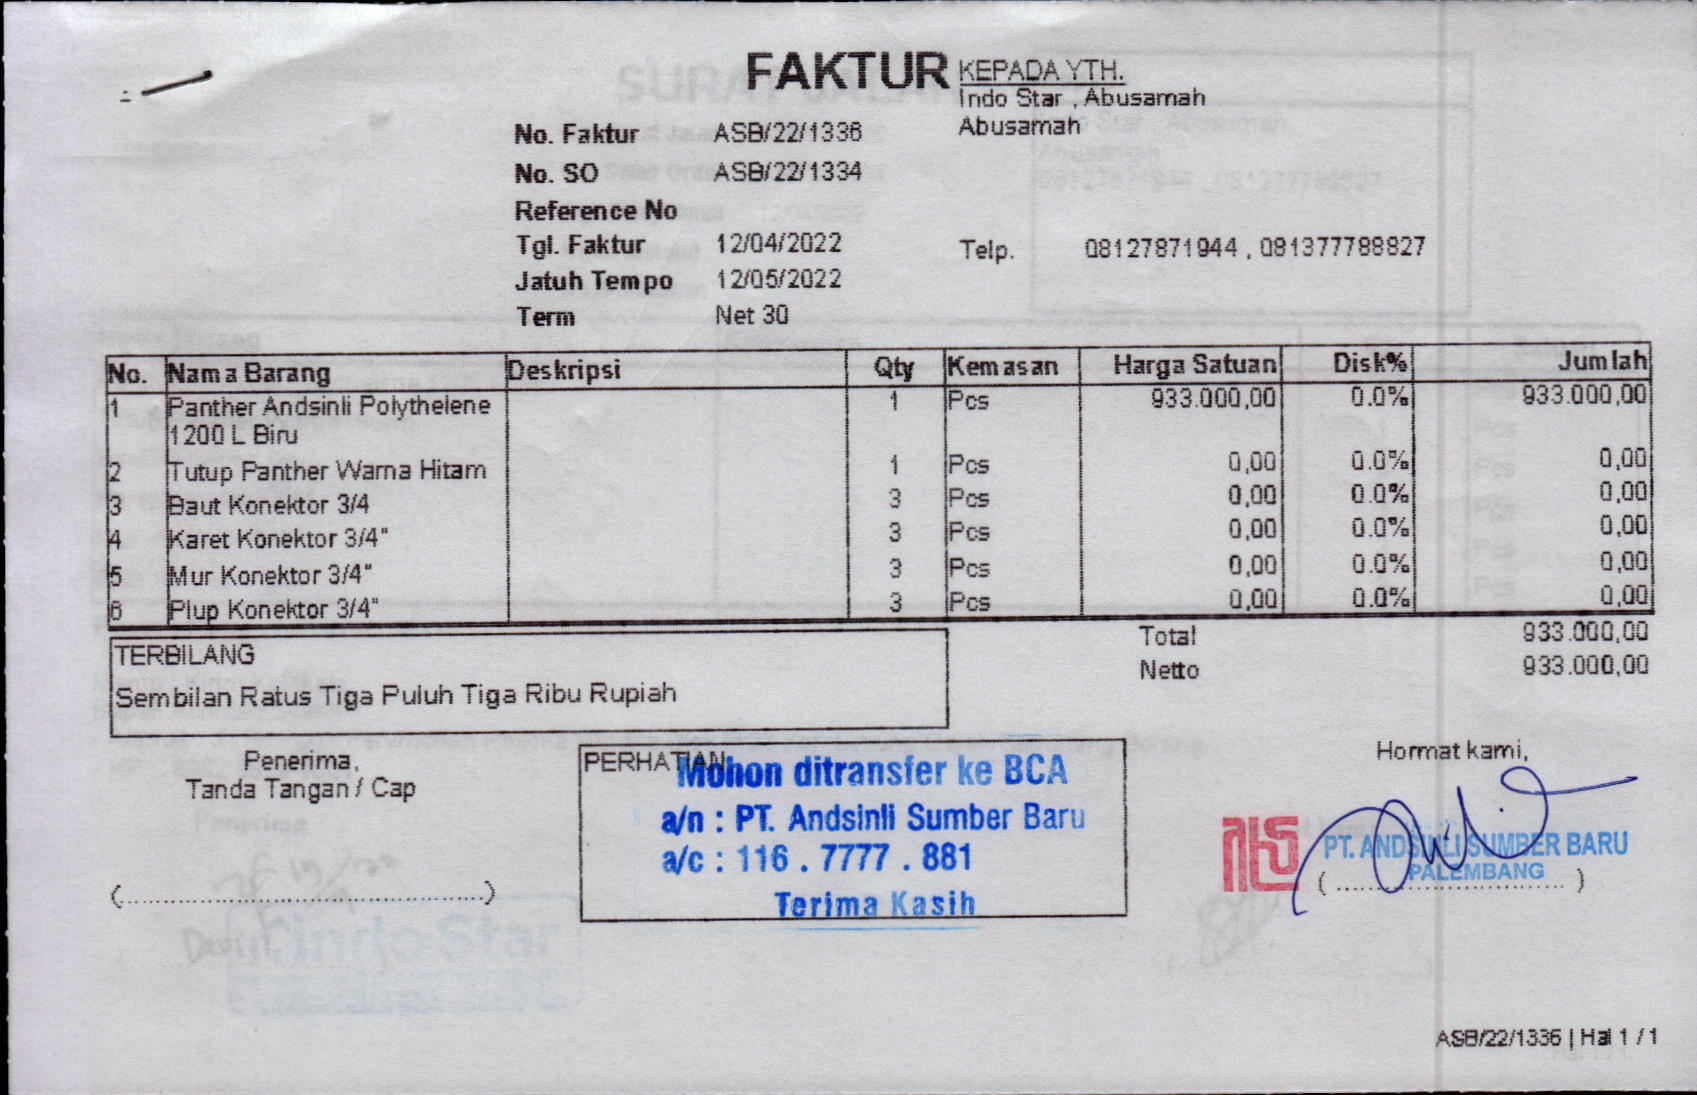 FAKTUR
KEPADA YTH.
Indo Star , Abusamah
Abusamah
No. Faktur ASB/22/1336
No. SO ASB/22/1334
Reference No
Tgl. Faktur 12/04/2022
Telp. 08127871944 , 081377788827
Jatuh Tempo 12/05/2022
Term Net 30
No. Nama Barang Deskripsi Qty Kemasan Harga Satuan Disk% Jumlah
1 Panther Andsinli Polythelene 1 Pcs 933.000,00 0.0% 933.000,00
1200 L Biru
2 Tutup Panther Warna Hitam 1 Pcs 0,00 0.0% 0,00
3 Baut Konektor 3/4 3 Pcs 0,00 0.0% 0,00
4 Karet Konektor 3/4" 3 Pcs 0,00 0.0% 0,00
5 Mur Konektor 3/4" 3 Pcs 0,00 0.0% 0,00
6 Plup Konektor 3/4" 3 Pcs 0,00 0.0% 0,00
Total 933.000,00
Netto 933.000,00
TERBILANG
Sembilan Ratus Tiga Puluh Tiga Ribu Rupiah
Penerima,
Tanda Tangan / Cap
(..............................................)
PERHATIAN
Mohon ditransfer ke BCA
a/n : PT. Andsinli Sumber Baru
a/c : 116 . 7777 . 881
Terima Kasih
Hormat kami,
PT. ANDSINLI SUMBER BARU
PALEMBANG
( .............................. )
ASB/22/1336 | Hal 1 / 1